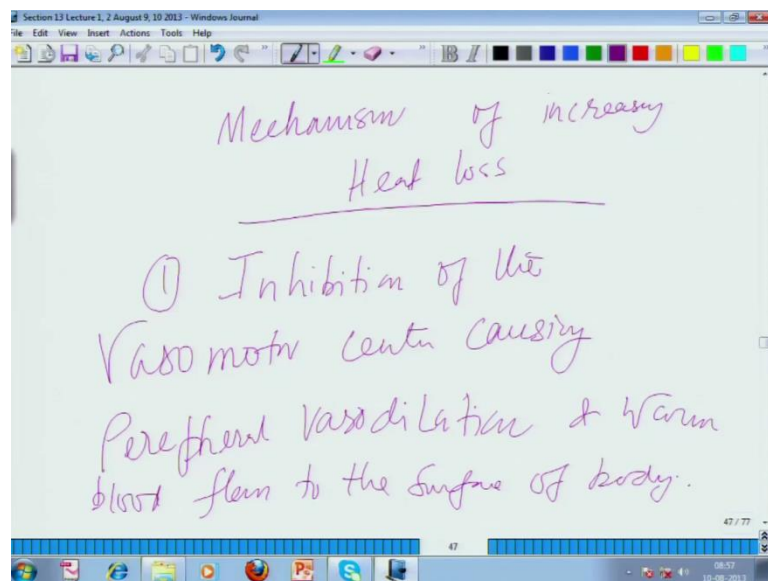 Section 13 Lecture 1, 2 August 9, 10 2013 - Windows Journal
File Edit View Insert Actions Tools Help
B I
Mechanism of increasing
Heat loss
① Inhibition of the
Vasomotor center causing
Perepheral vasodilation & warm
blood flow to the surface of body.
47 / 77
47
08:57
10-08-2013